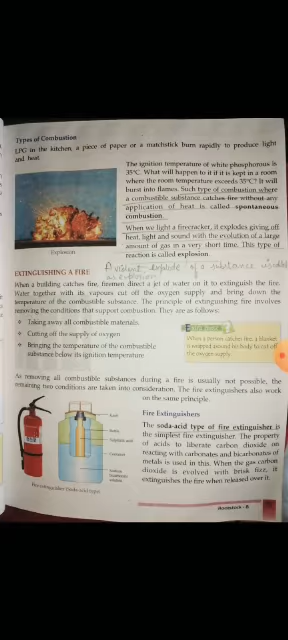 Types of Combustion
LPG in the kitchen, a piece of paper or a matchstick burn rapidly to produce light
and heat.
The ignition temperature of white phosphorus is
35°C. What will happen to it if it is kept in a room
where the room temperature exceeds 35°C? It will
burst into flames. Such type of combustion where
a combustible substance catches fire without any
application of heat is called spontaneous
combustion.
When we light a firecracker, it explodes giving off
heat, light and sound with the evolution of a large
amount of gas in a very short time. This type of
reaction is called explosion.
Explosion
A violent of a substance is
explosion
EXTINGUISHING A FIRE
When a building catches fire, firemen direct a jet of water on it to extinguish the fire.
Water together with its vapours cut off the oxygen supply and bring down the
temperature of the combustible substance. The principle of extinguishing fire involves
removing the conditions that support combustion. They are as follows:
Taking away all combustible materials.
Cutting off the supply of oxygen
Bringing the temperature of the combustible
substance below its ignition temperature
When a person catches fire, a blanket
is wrapped around his body to cut off
the oxygen supply.
As removing all combustible substances during a fire is usually not possible, the
remaining two conditions are taken into consideration. The fire extinguishers also work
on the same principle.
Fire Extinguishers
The soda-acid type of fire extinguisher is
the simplest fire extinguisher. The property
of acids to liberate carbon dioxide on
reacting with carbonates and bicarbonates of
metals is used in this. When the gas carbon
dioxide is evolved with brisk fizz, it
extinguishes the fire when released over it.
Fire extinguisher (soda-acid type)